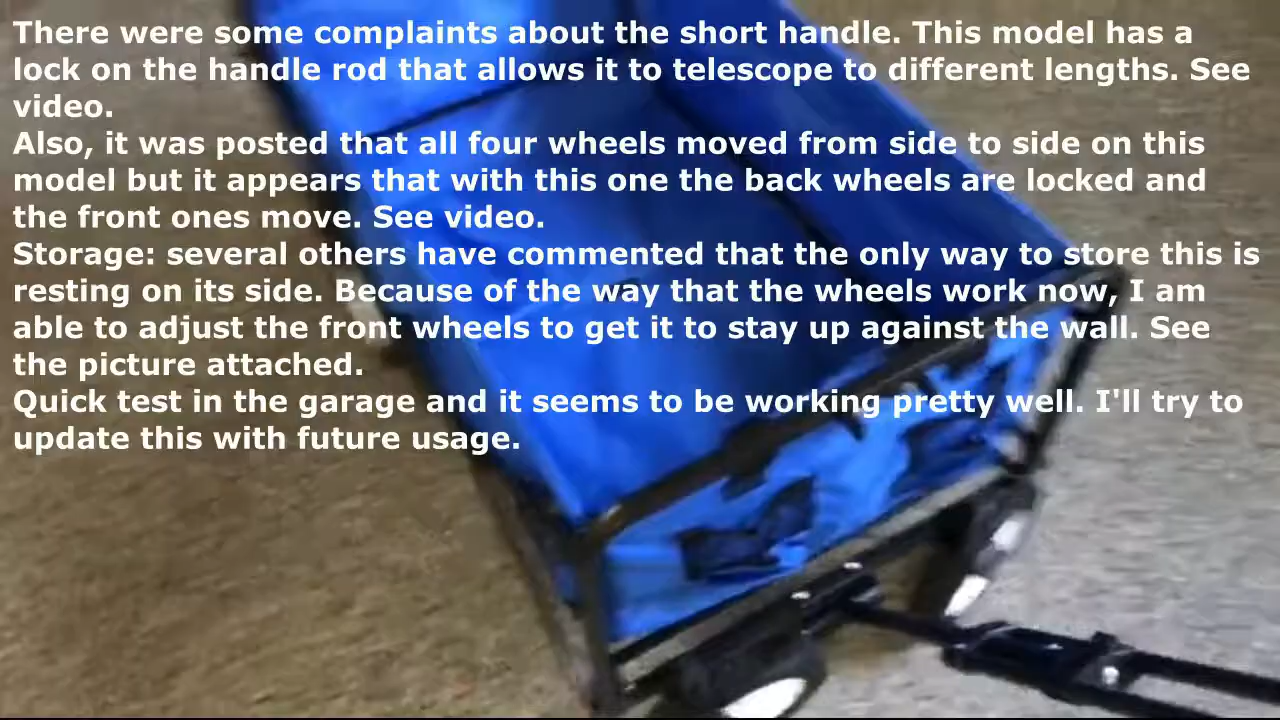 There were some complaints about the short handle. This model has a
lock on the handle rod that allows it to telescope to different lengths. See
video.
Also, it was posted that all four wheels moved from side to side on this
model but it appears that with this one the back wheels are locked and
the front ones move. See video.
Storage: several others have commented that the only way to store this is
resting on its side. Because of the way that the wheels work now, I am
able to adjust the front wheels to get it to stay up against the wall. See
the picture attached.
Quick test in the garage and it seems to be working pretty well. I'll try to
update this with future usage.